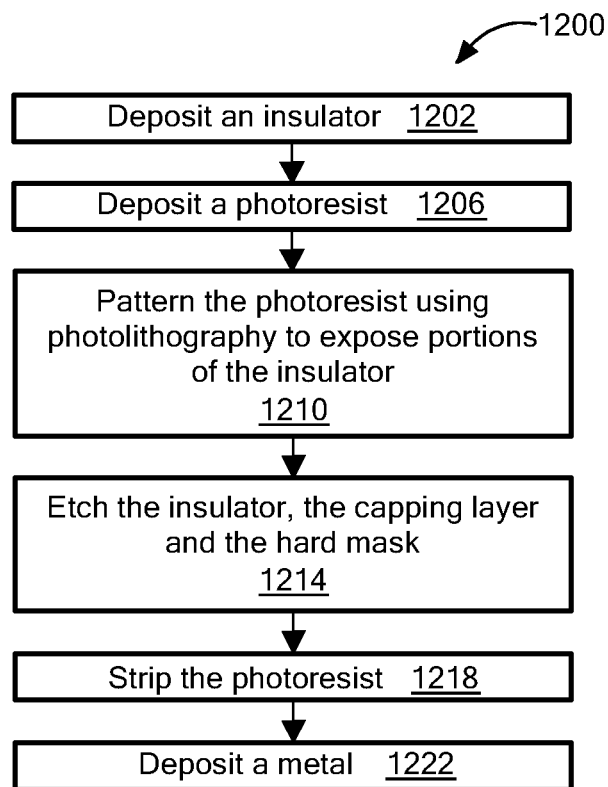 1200
Deposit an insulator 1202
Deposit a photoresist 1206
Pattern the photoresist using
photolithography to expose portions
of the insulator
1210
Etch the insulator, the capping layer
and the hard mask
1214
Strip the photoresist 1218
Deposit a metal 1222